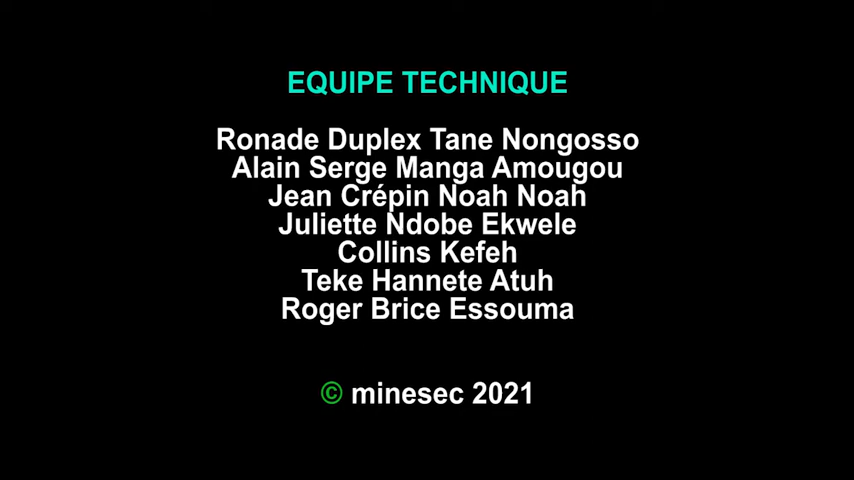 EQUIPE TECHNIQUE
Ronade Duplex Tane Nongosso
Alain Serge Manga Amougou
Jean Crépin Noah Noah
Juliette Ndobe Ekwele
Collins Kefeh
Teke Hannete Atuh
Roger Brice Essouma
© minesec 2021